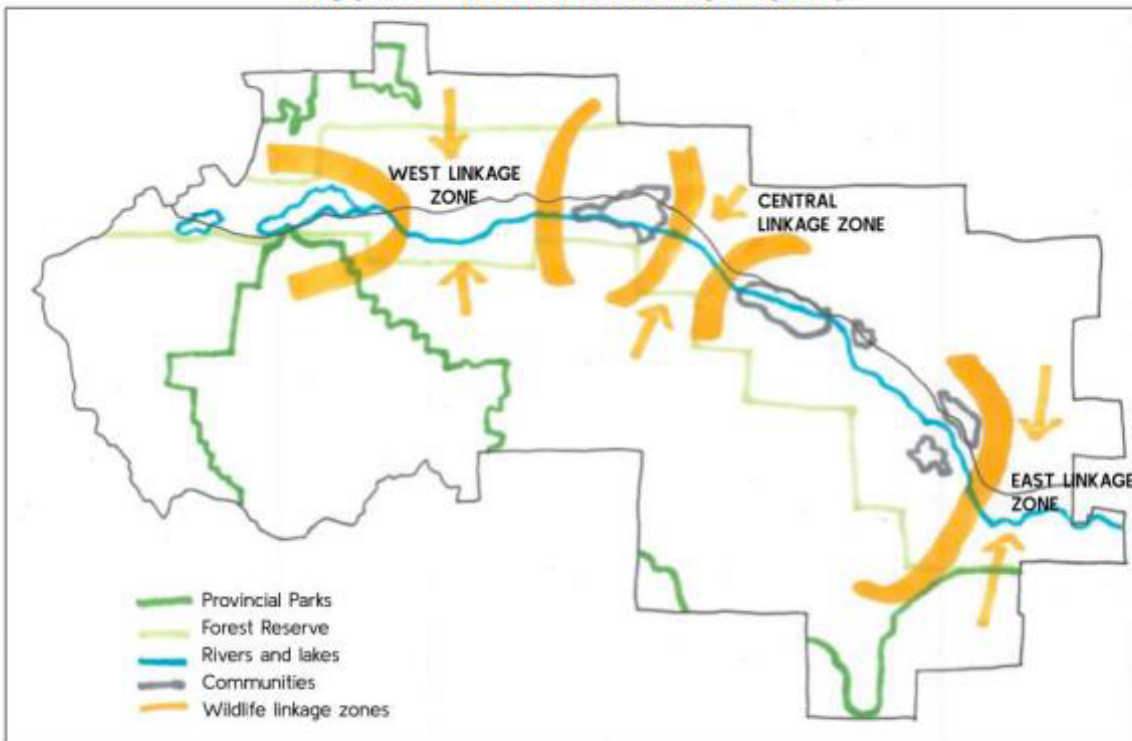 WEST LINKAGE
ZONE
CENTRAL
LINKAGE ZONE
EAST LINKAGE
ZONE
Provincial Parks
Forest Reserve
Rivers and lakes
Communities
Wildlife linkage zones